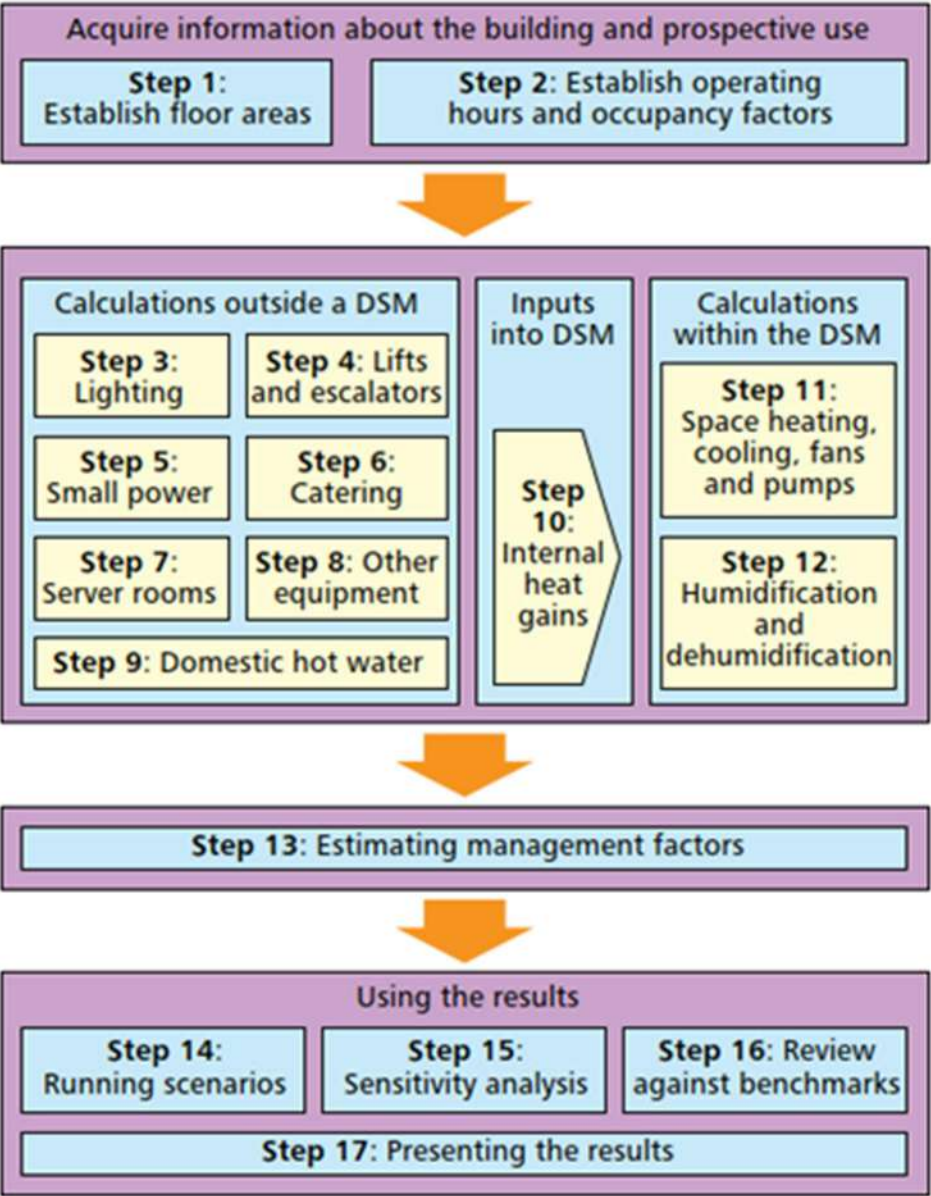 Acquire information about the building and prospective use
Step 1:
Establish floor areas
Step 2: Establish operating
hours and occupancy factors
Calculations outside a DSM
Step 3:
Lighting
Step 4: Lifts
and escalators
Step 5:
Small power
Step 6:
Catering
Step 7:
Server rooms
Step 8: Other
equipment
Step 9: Domestic hot water
Inputs
into DSM
Step
10:
Internal
heat
gains
Calculations
within the DSM
Step 11:
Space heating,
cooling, fans
and pumps
Step 12:
Humidification
and
dehumidification
Step 13: Estimating management factors
Using the results
Step 14:
Running scenarios
Step 15:
Sensitivity analysis
Step 16: Review
against benchmarks
Step 17: Presenting the results